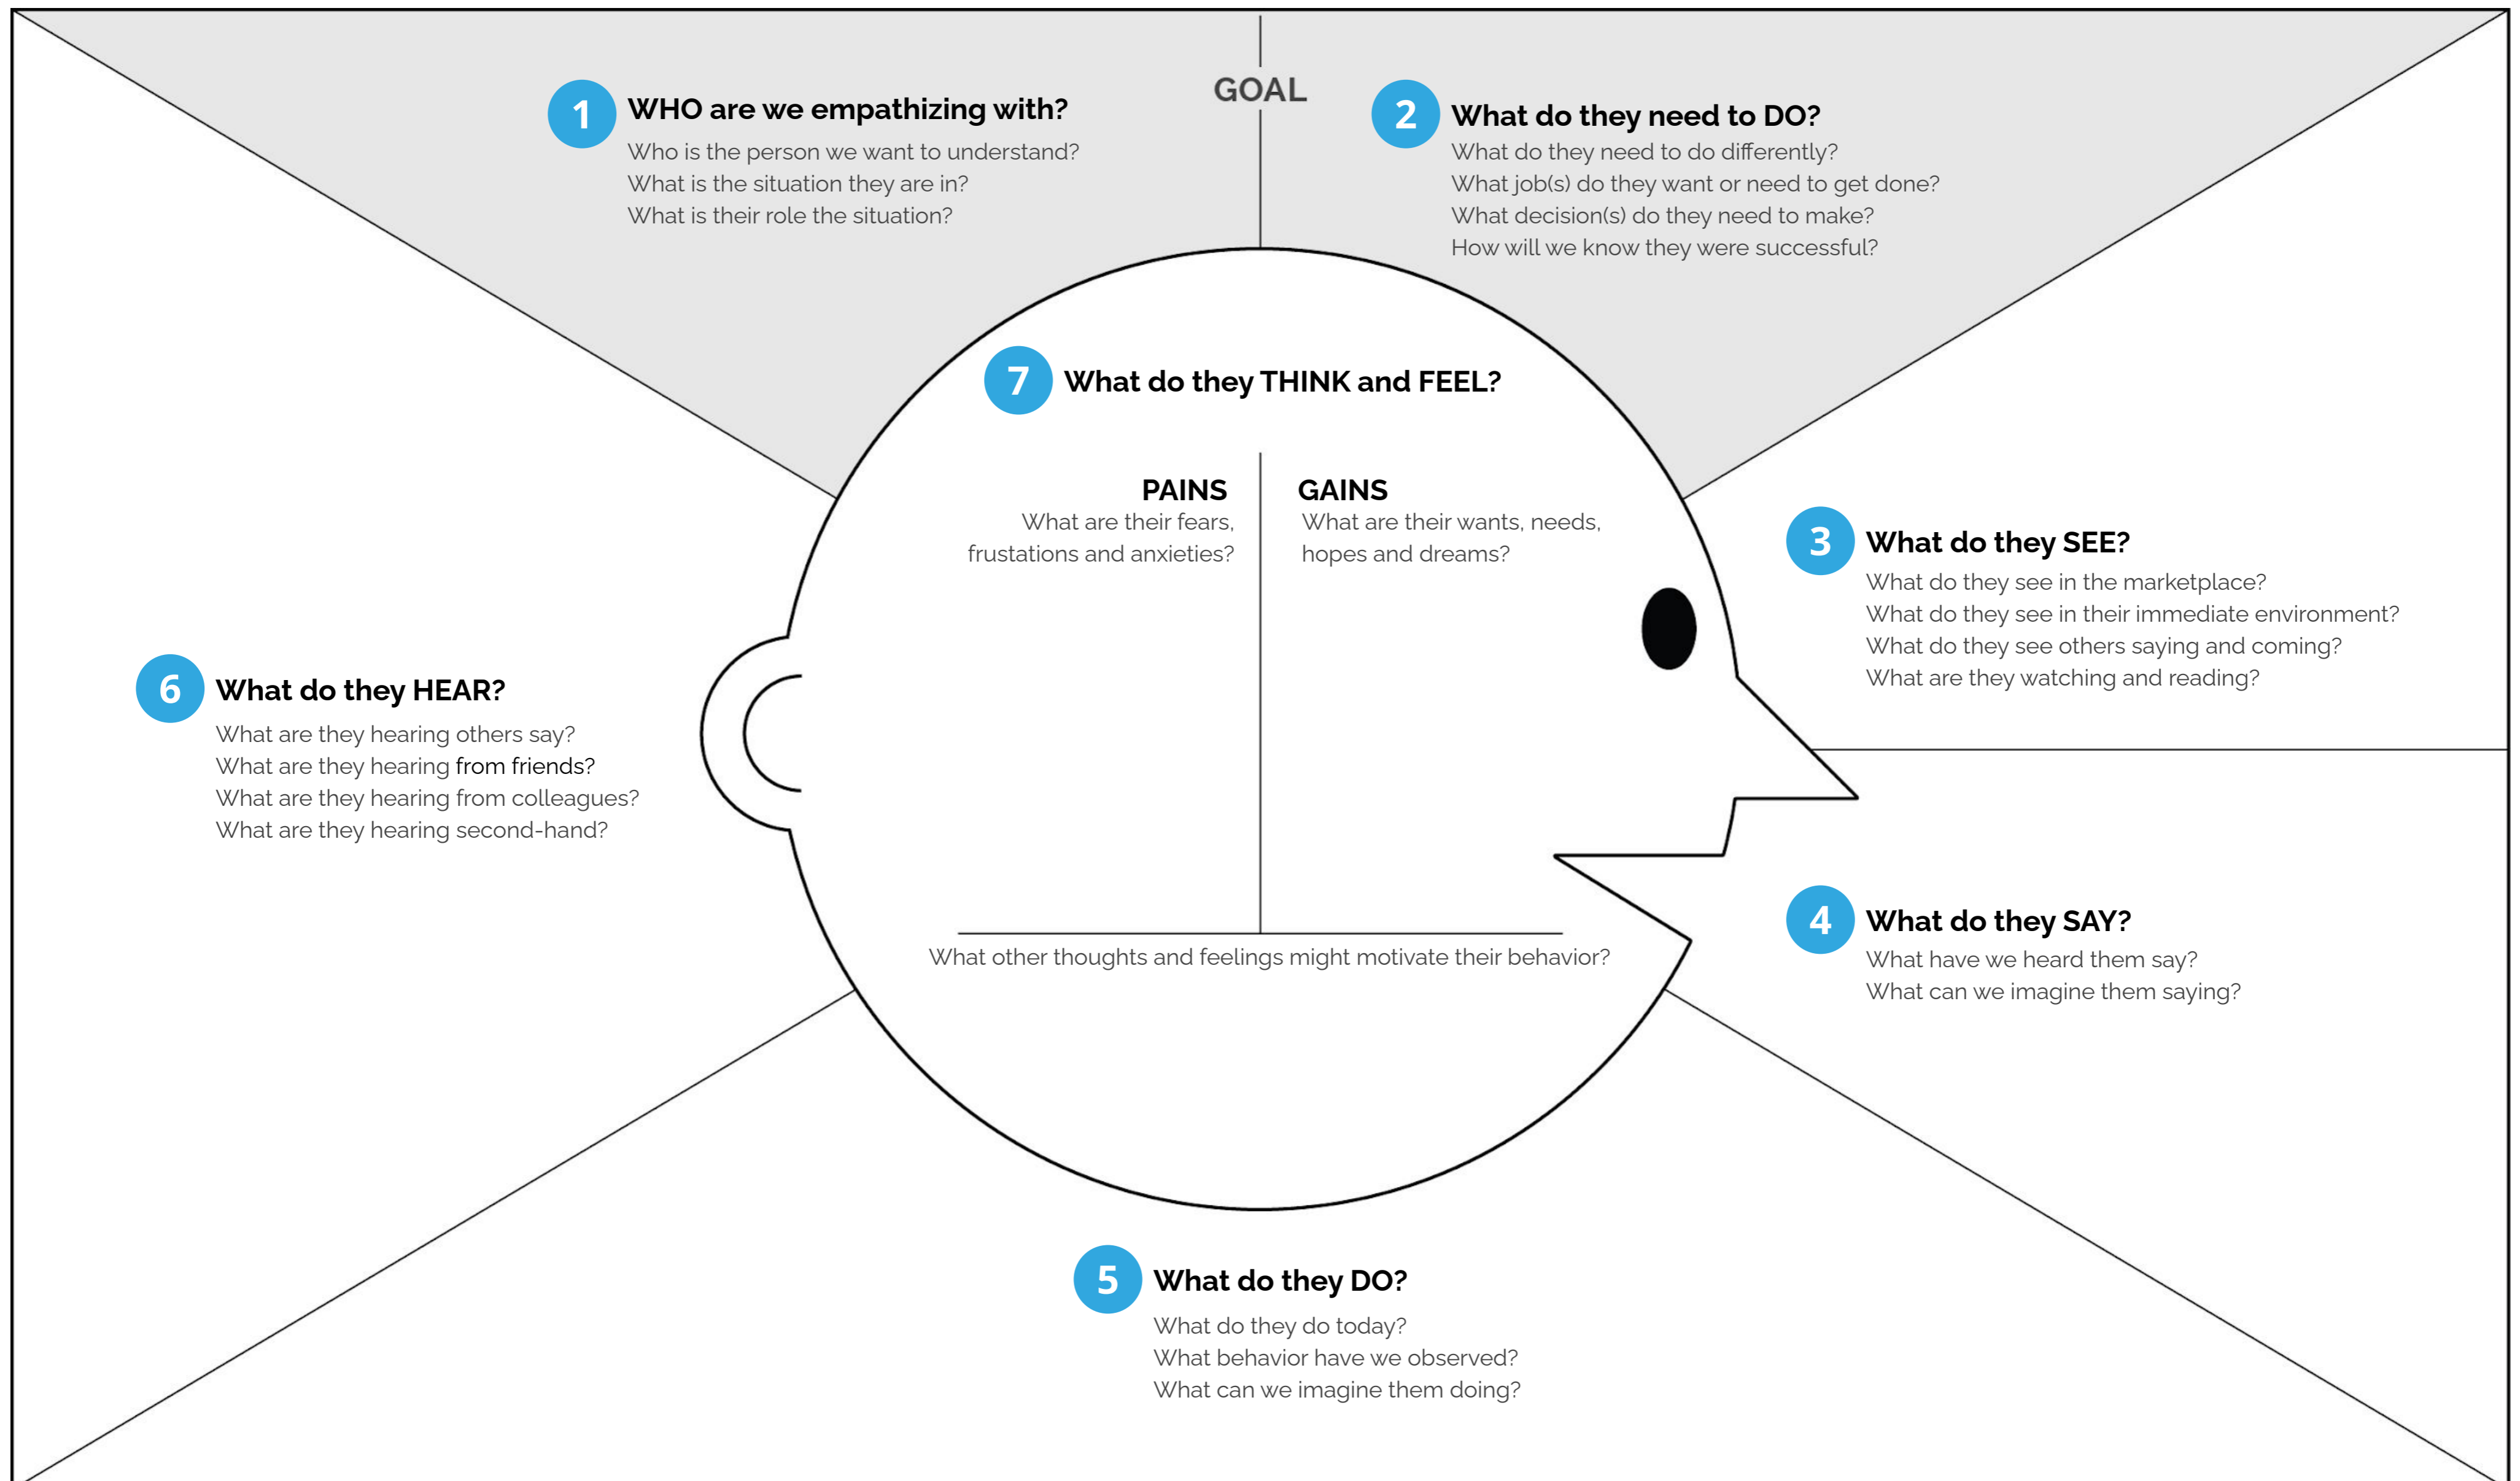 GOAL
1
WHO are we empathizing with?
Who is the person we want to understand?
What is the situation they are in?
What is their role the situation?
2
What do they need to DO?
What do they need to do differently?
What job(s) do they want or need to get done?
What decision(s) do they need to make?
How will we know they were successful?
7
What do they THINK and FEEL?
PAINS
What are their fears,
frustations and anxieties?
GAINS
What are their wants, needs,
hopes and dreams?
What other thoughts and feelings might motivate their behavior?
3
What do they SEE?
What do they see in the marketplace?
What do they see in their immediate environment?
What do they see others saying and coming?
What are they watching and reading?
4
What do they SAY?
What have we heard them say?
What can we imagine them saying?
5
What do they DO?
What do they do today?
What behavior have we observed?
What can we imagine them doing?
6
What do they HEAR?
What are they hearing others say?
What are they hearing from friends?
What are they hearing from colleagues?
What are they hearing second-hand?